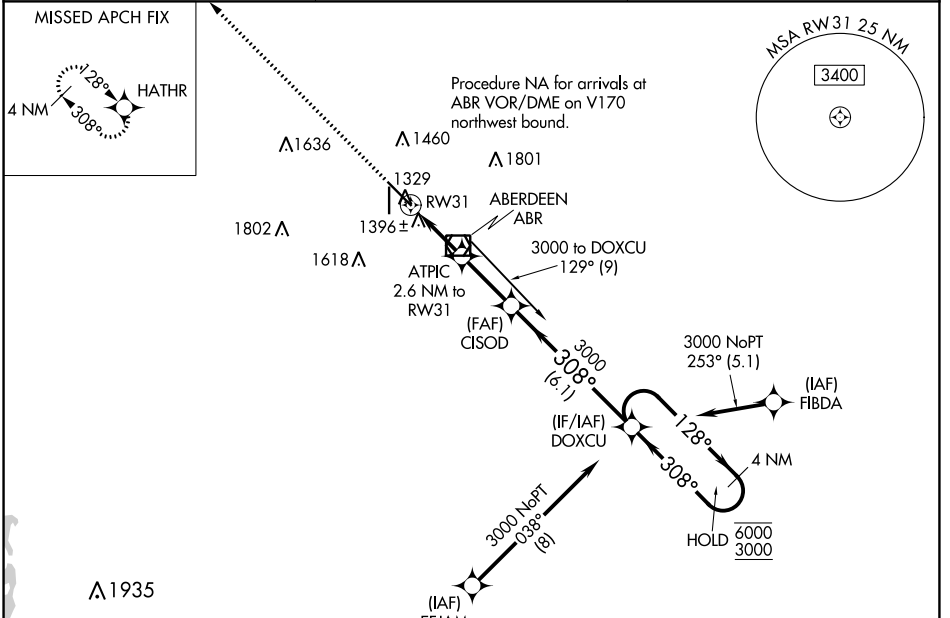 MISSED APCH FIX
128°
HATHR
4 NM
308°
Procedure NA for arrivals at
ABR VOR/DME on V170
northwest bound.
MSA RW31 25 NM
3400
1636
1460
1801
1329
RW31
1396±
1802
1618
ABERDEEN
ABR
3000 to DOXCU
129° (9)
ATPIC
2.6 NM to
RW31
(FAF)
CISOD
3000
308°
(6.1)
3000 NoPT
253° (5.1)
(IAF)
FIBDA
(IF/IAF)
DOXCU
128°
308°
4 NM
HOLD
6000
3000
3000 NoPT
038°
(8)
1935
(IAF)